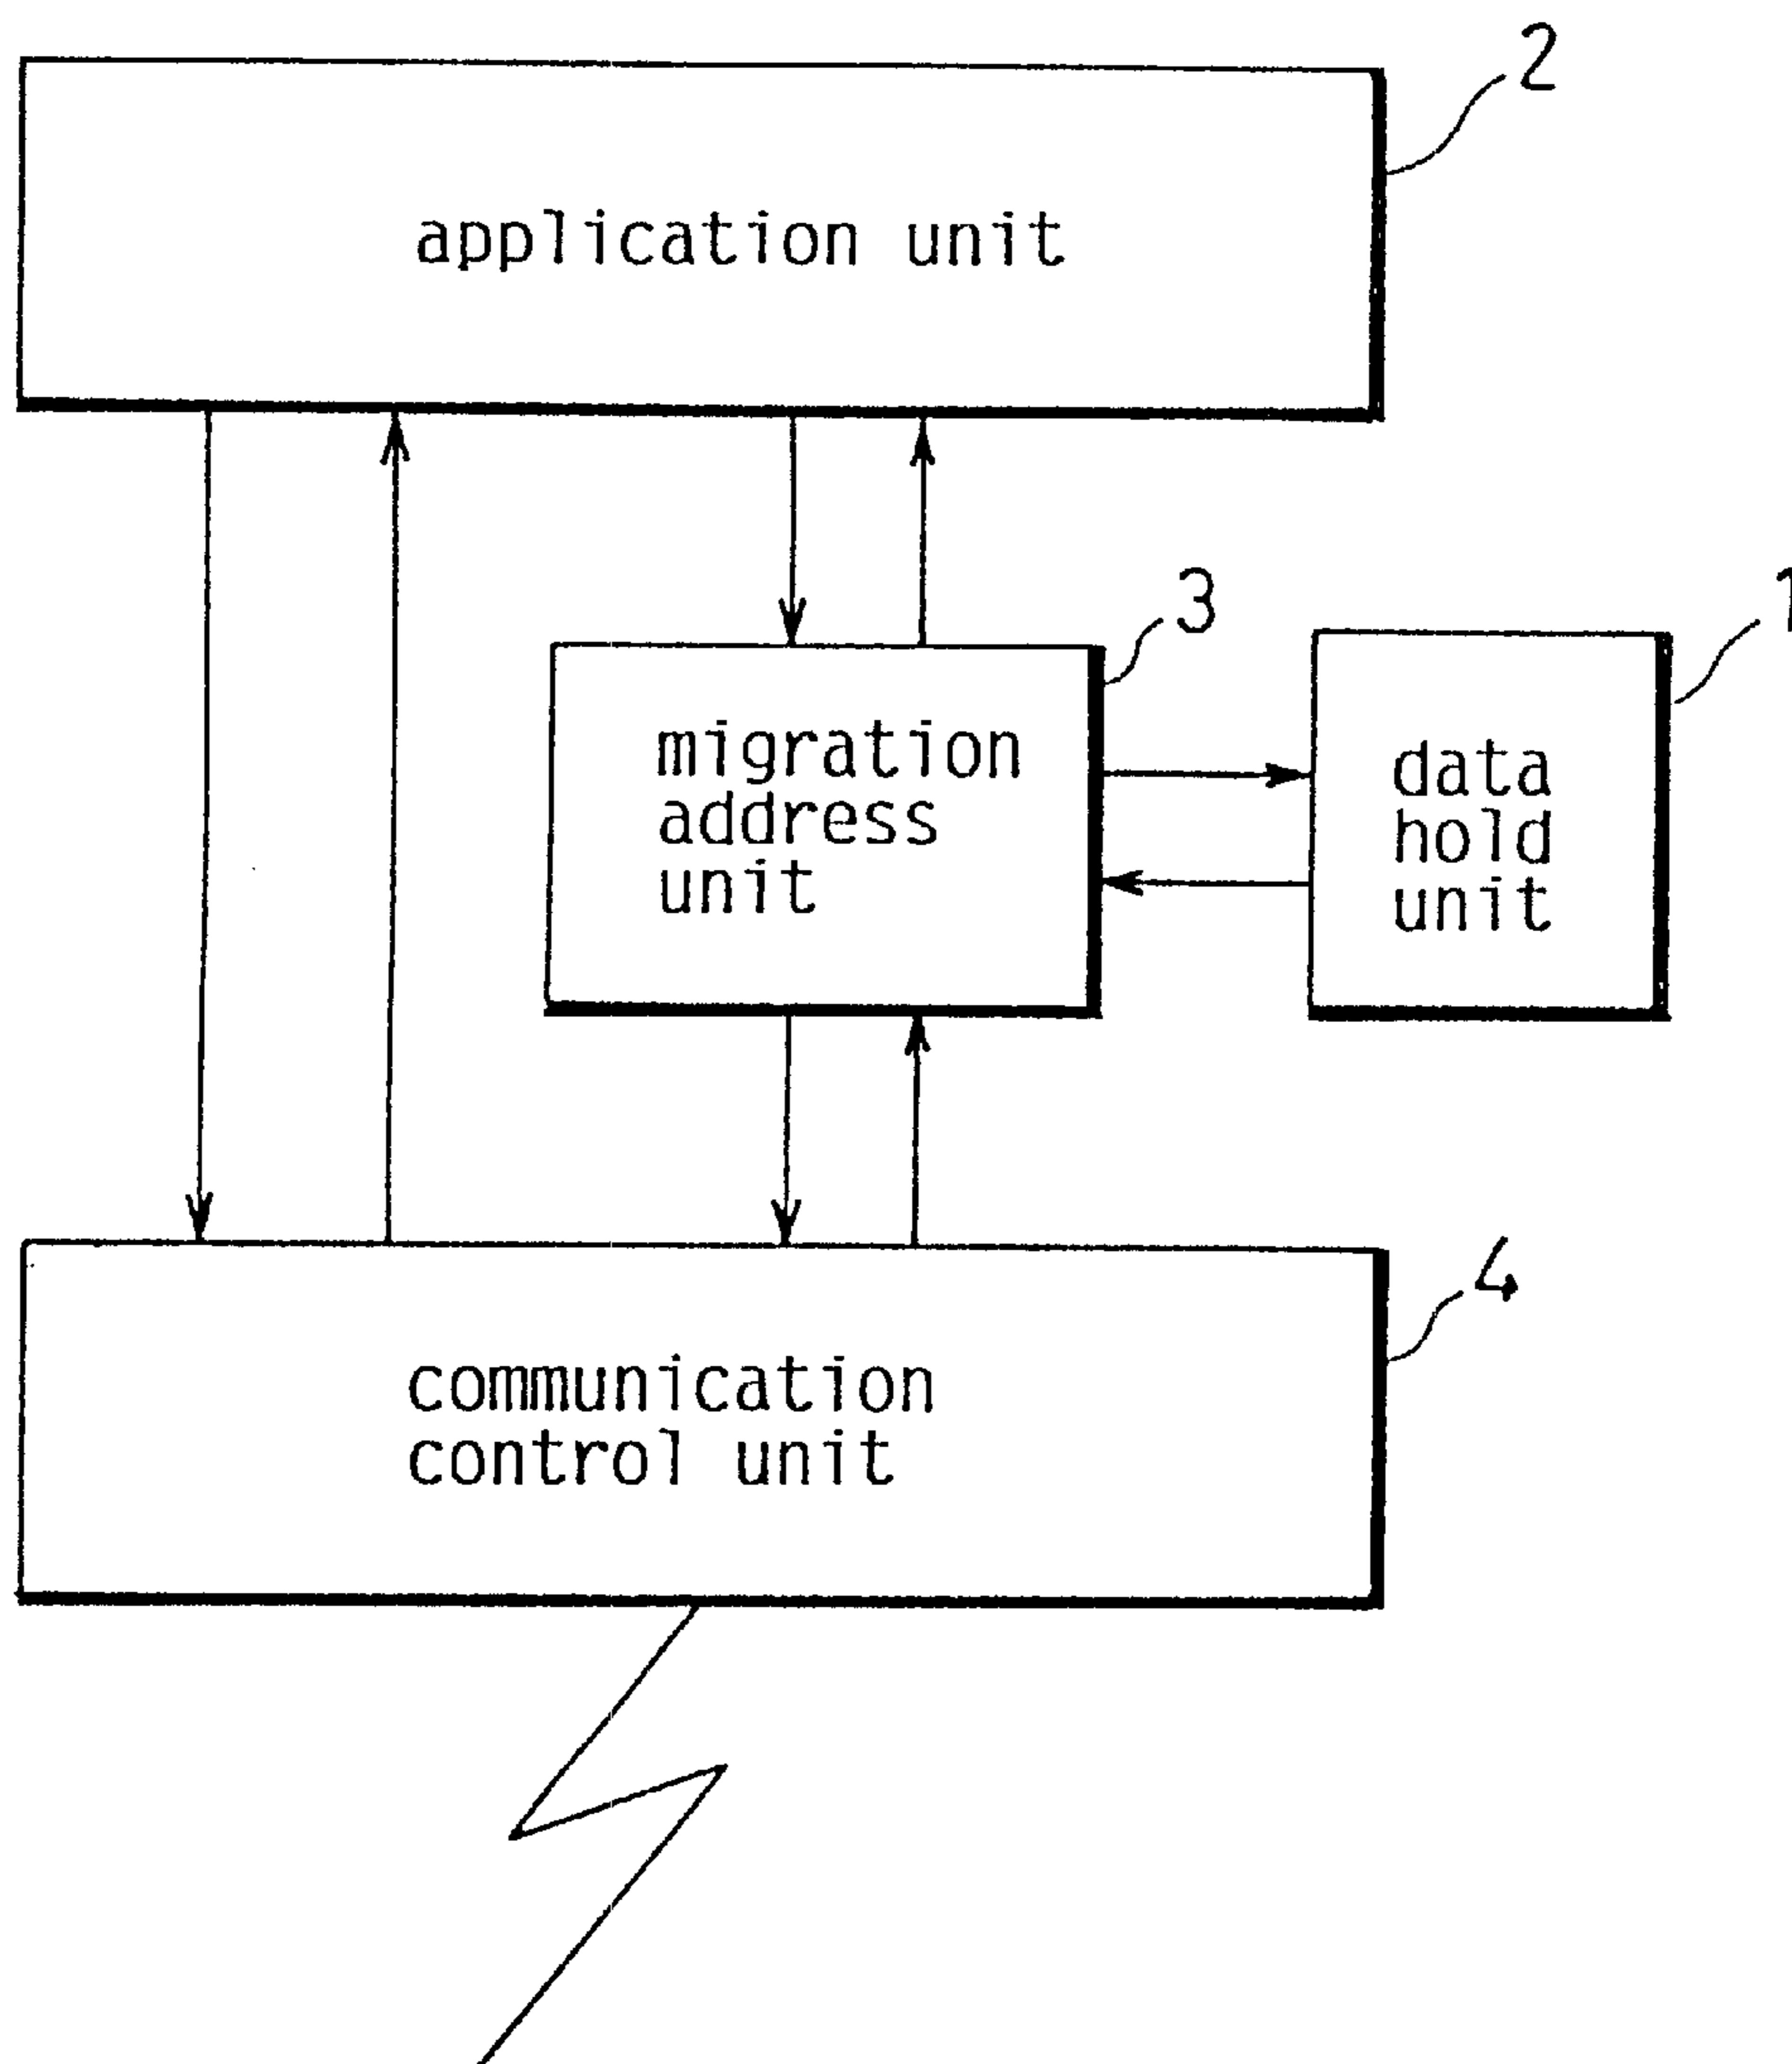 2
application unit
3
1
migration
address
unit
data
hold
unit
4
communication
control unit